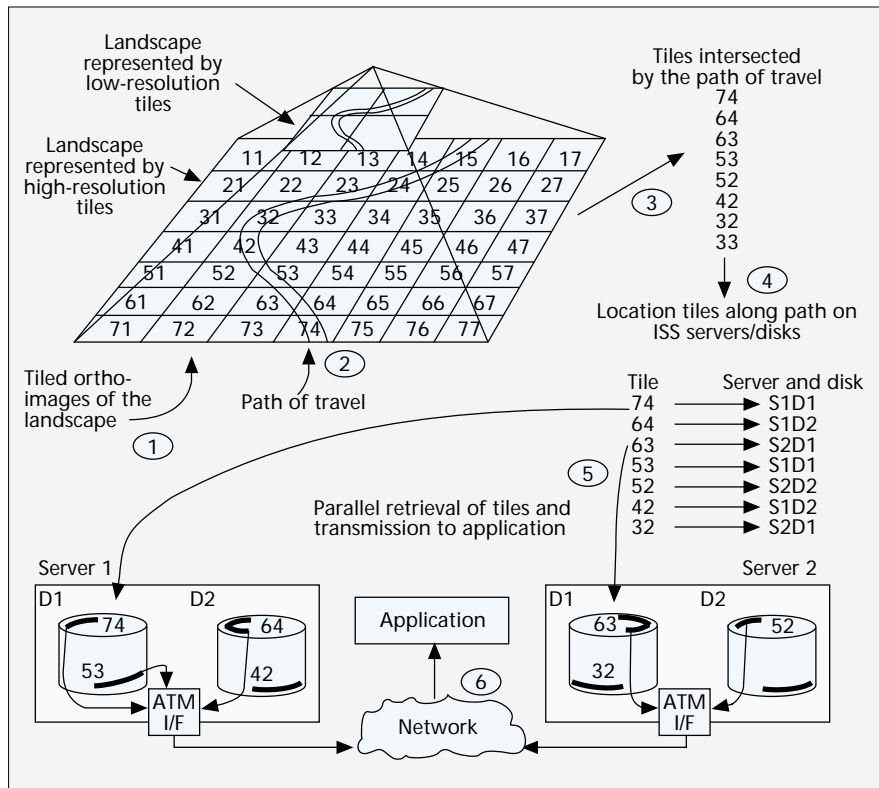 Landscape
represented by
low-resolution
tiles
Landscape
represented by
high-resolution
tiles
11 12 13 14 15 16 17
21 22 23 24 25 26 27
31 32 33 34 35 36 37
41 42 43 44 45 46 47
51 52 53 54 55 56 57
61 62 63 64 65 66 67
71 72 73 74 75 76 77
Tiled ortho-
images of the
landscape
1
Path of travel
2
3
Tiles intersected
by the path of travel
74
64
63
53
52
42
32
33
4
Location tiles along path on
ISS servers/disks
Tile Server and disk
74 S1D1
64 S1D2
63 S2D1
53 S1D1
52 S2D2
42 S1D2
32 S2D1
5
Parallel retrieval of tiles and
transmission to application
Server 1
D1 D2
74 64
53 42
ATM
I/F
Application
6
Network
Server 2
D1 D2
63 52
32
ATM
I/F